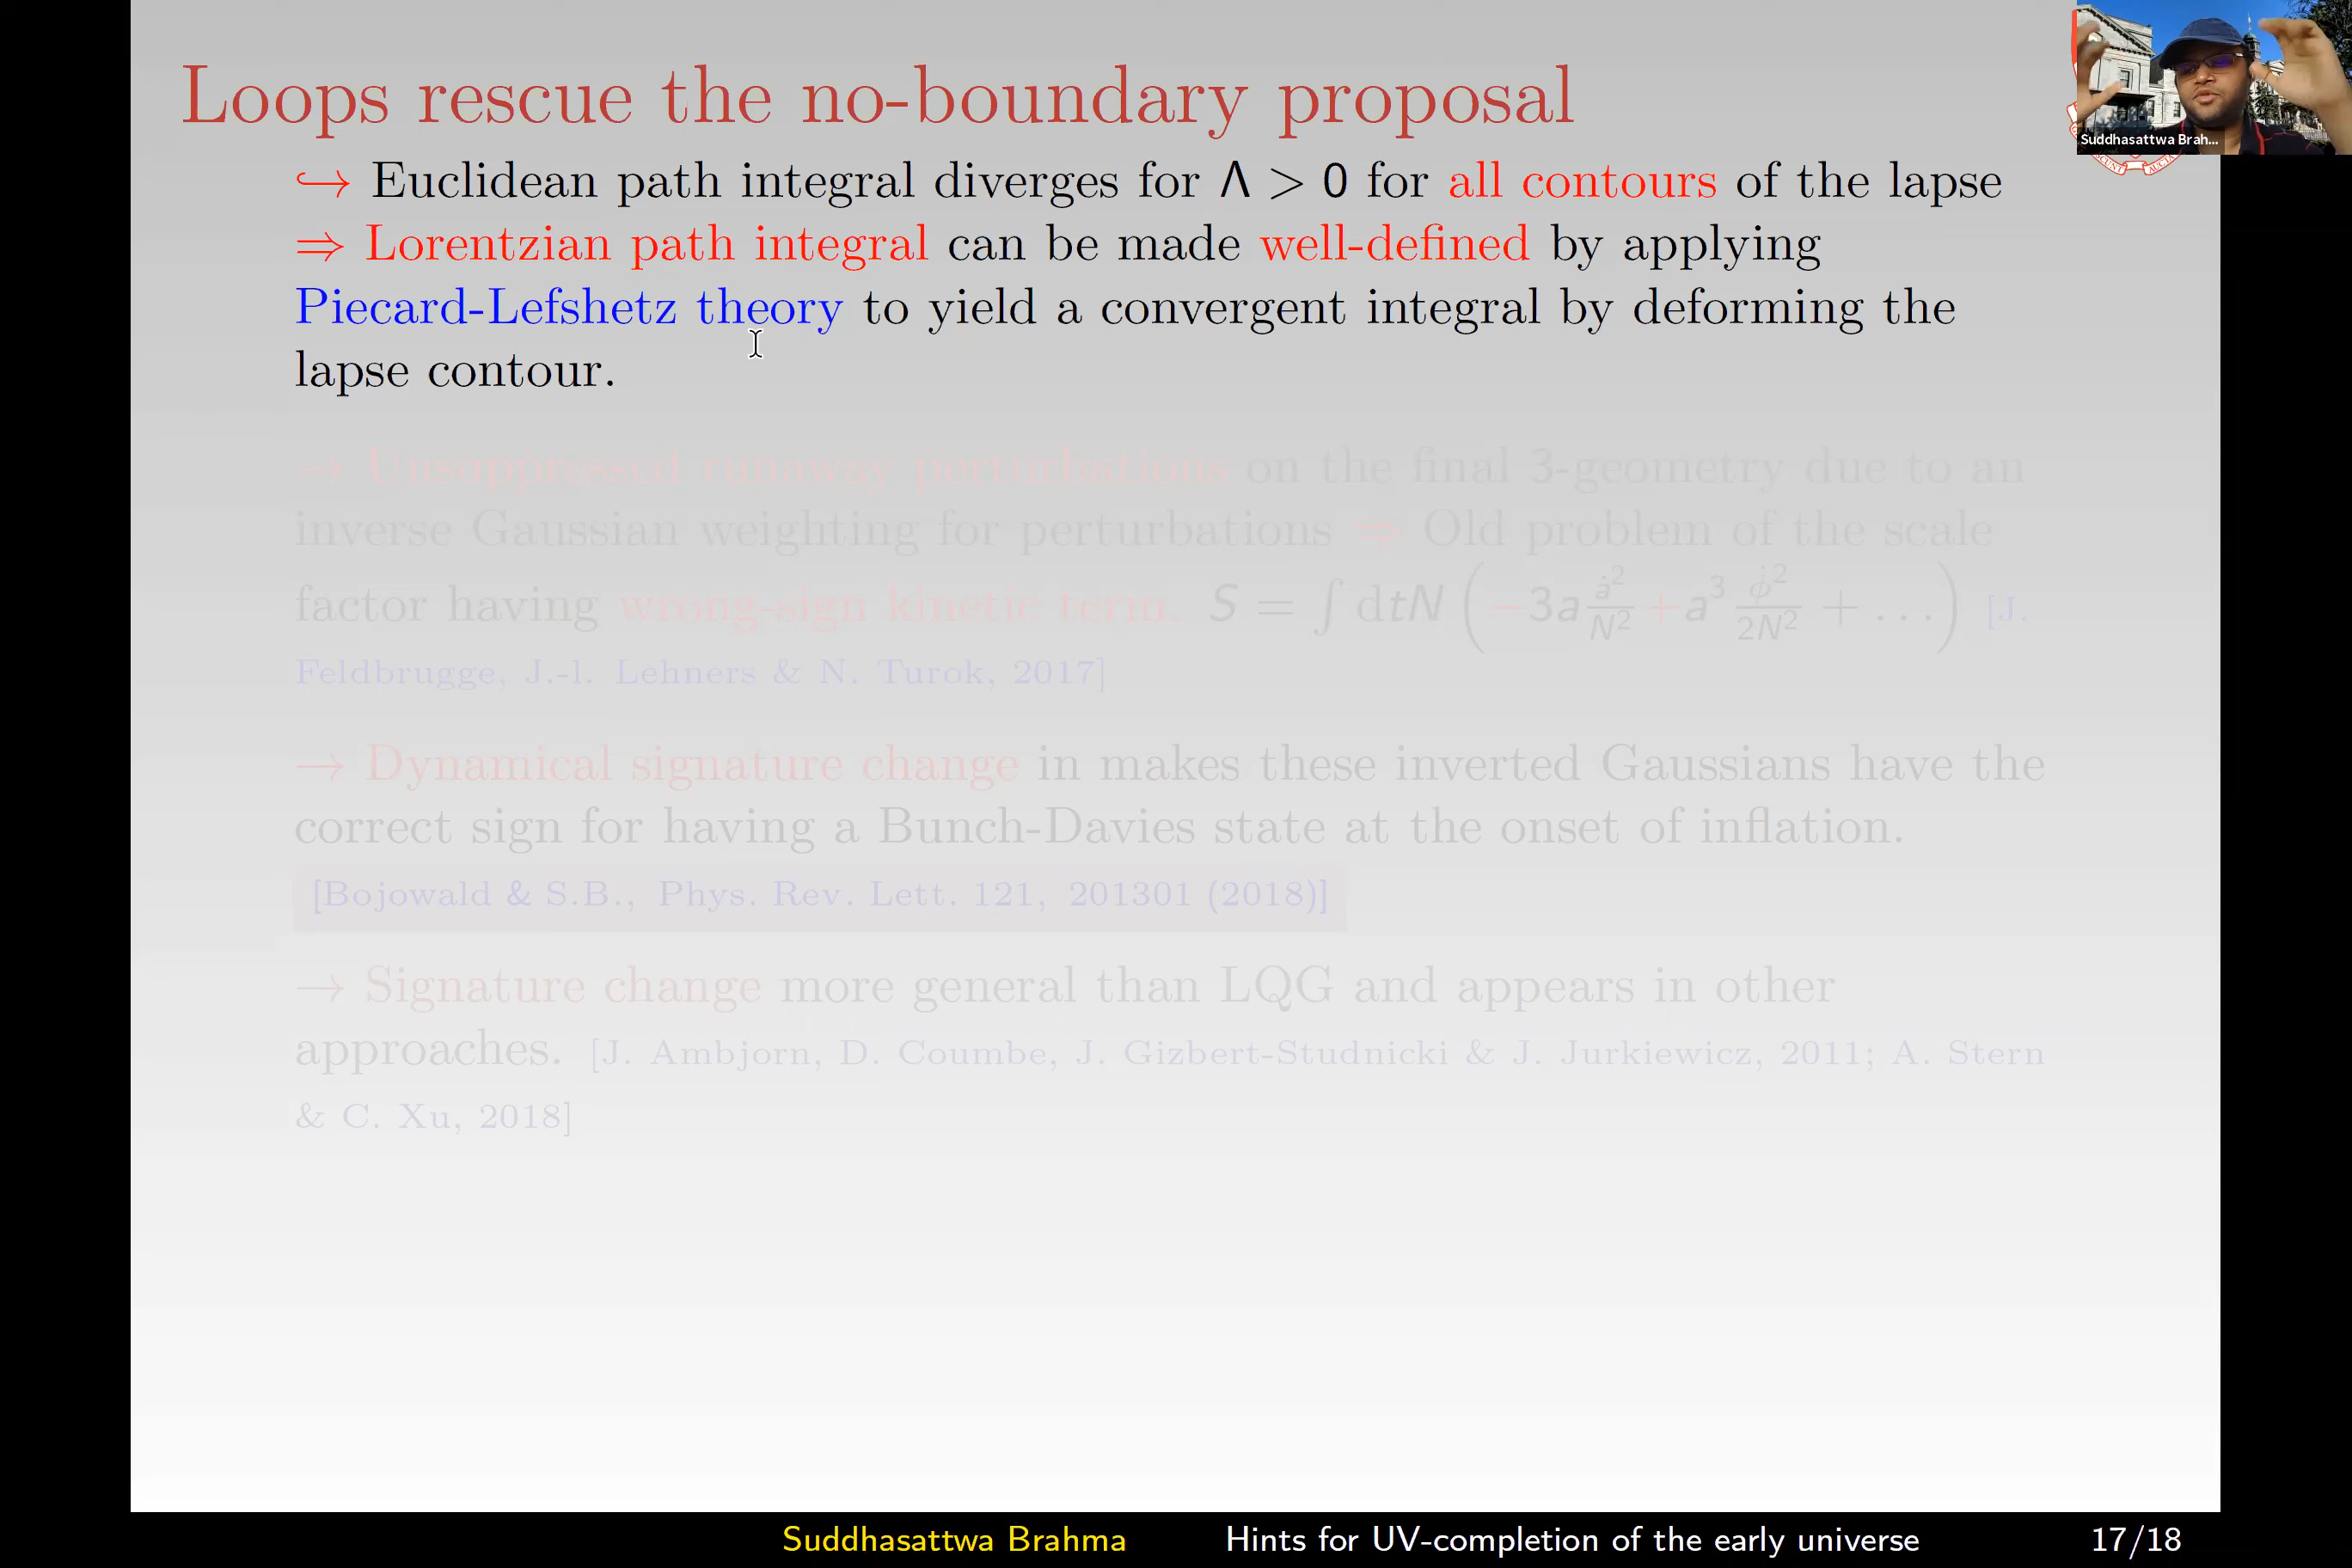 Loops rescue the no-boundary proposal
↪ Euclidean path integral diverges for Λ > 0 for all contours of the lapse
⇒ Lorentzian path integral can be made well-defined by applying
Piecard-Lefshetz theory to yield a convergent integral by deforming the
lapse contour.
→ Unsuppressed runaway perturbations on the final 3-geometry due to an
inverse Gaussian weighting for perturbations ⇒ Old problem of the scale
factor having wrong-sign kinetic term. S = ∫ dtN (−3a ȧ²/N² + a³ φ̇²/2N² + ...) [J.
Feldbrugge, J.-l. Lehners & N. Turok, 2017]
→ Dynamical signature change in makes these inverted Gaussians have the
correct sign for having a Bunch-Davies state at the onset of inflation.
[Bojowald & S.B., Phys. Rev. Lett. 121, 201301 (2018)]
→ Signature change more general than LQG and appears in other
approaches. [J. Ambjorn, D. Coumbe, J. Gizbert-Studnicki & J. Jurkiewicz, 2011; A. Stern
& C. Xu, 2018]
Suddhasattwa Brah...
Suddhasattwa Brahma Hints for UV-completion of the early universe 17/18